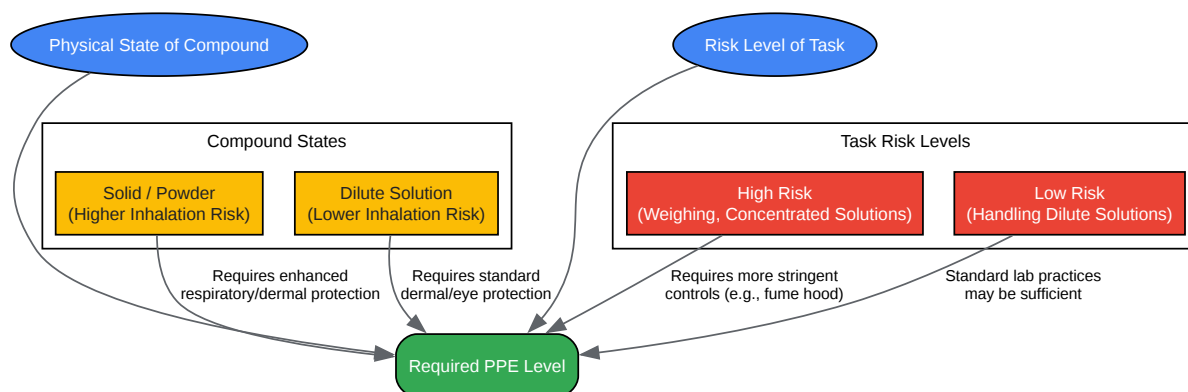 Physical State of Compound
Risk Level of Task
Compound States
Task Risk Levels
Solid / Powder
(Higher Inhalation Risk)
Dilute Solution
(Lower Inhalation Risk)
High Risk
(Weighing, Concentrated Solutions)
Low Risk
(Handling Dilute Solutions)
Requires enhanced
respiratory/dermal protection
Requires standard
dermal/eye protection
Requires more stringent
controls (e.g., fume hood)
Standard lab practices
may be sufficient
Required PPE Level